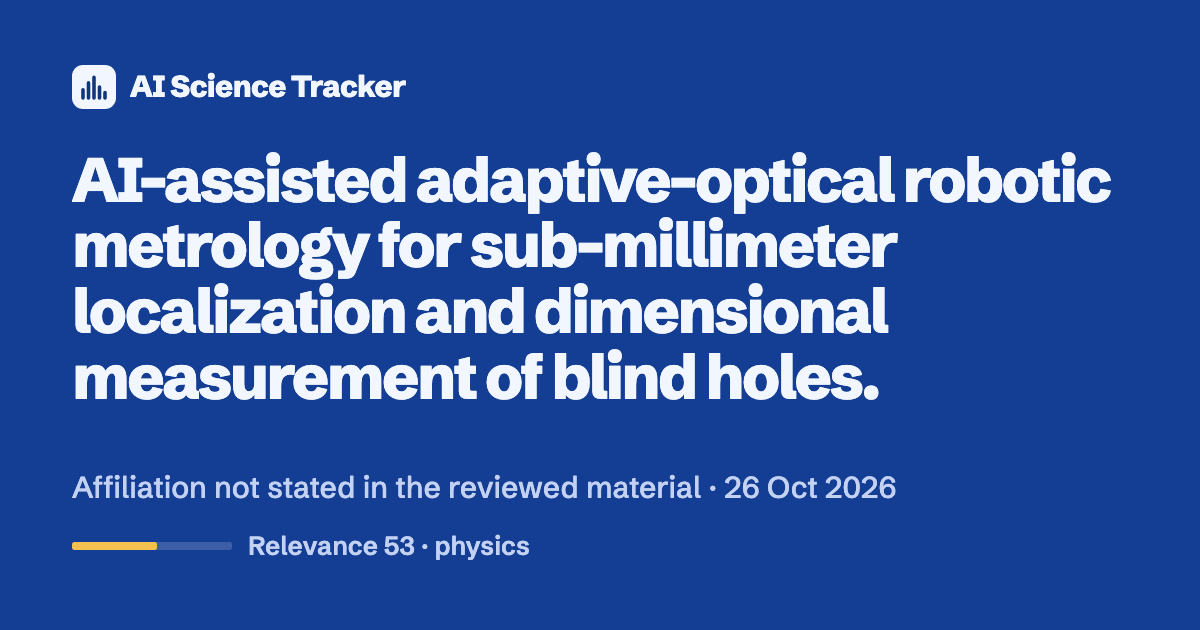 AI Science Tracker
AI-assisted adaptive-optical robotic
metrology for sub-millimeter
localization and dimensional
measurement of blind holes.
Affiliation not stated in the reviewed material · 26 Oct 2026
Relevance 53 · physics